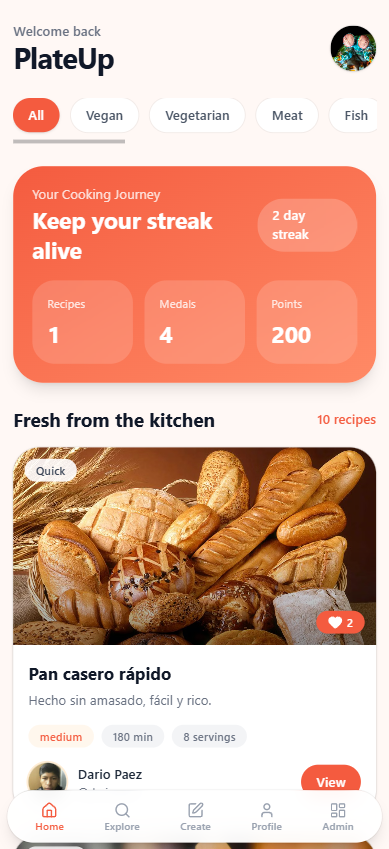 Welcome back
PlateUp
All
Vegan
Vegetarian
Meat
Fish
Your Cooking Journey
Keep your streak
alive
2 day
streak
Recipes
Medals
Points
1
4
200
Fresh from the kitchen
10 recipes
Quick
2
Pan casero rápido
Hecho sin amasado, fácil y rico.
medium
180 min
8 servings
Dario Paez
View
Home
Explore
Create
Profile
Admin